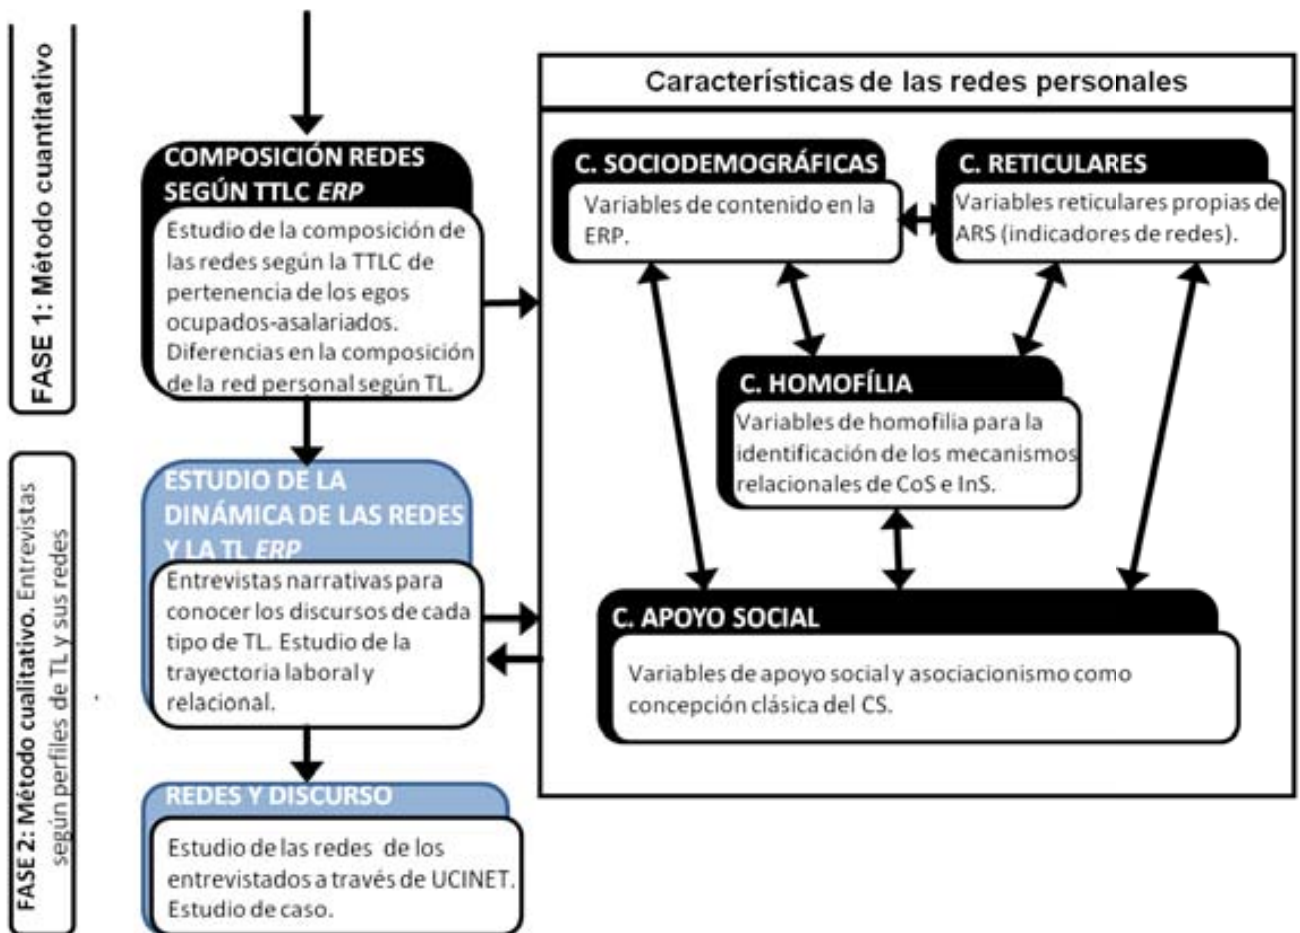 FASE 1: Método cuantitativo
COMPOSICIÓN REDES
SEGÚN TTLC ERP
Estudio de la composición de
las redes según la TTLC de
pertenencia de los egos
ocupados-asalariados.
Diferencias en la composición
de la red personal según TL.
Características de las redes personales
C. SOCIODEMOGRÁFICAS
Variables de contenido en la
ERP.
C. RETICULARES
Variables reticulares propias de
ARS (indicadores de redes).
C. HOMOFÍLIA
Variables de homofilia para la
identificación de los mecanismos
relacionales de CoS e InS.
C. APOYO SOCIAL
Variables de apoyo social y asociacionismo como
concepción clásica del CS.
FASE 2: Método cualitativo. Entrevistas
según perfiles de TL y sus redes
ESTUDIO DE LA
DINÁMICA DE LAS REDES
Y LA TL ERP
Entrevistas narrativas para
conocer los discursos de cada
tipo de TL. Estudio de la
trayectoria laboral y
relacional.
REDES Y DISCURSO
Estudio de las redes de los
entrevistados a través de UCINET.
Estudio de caso.